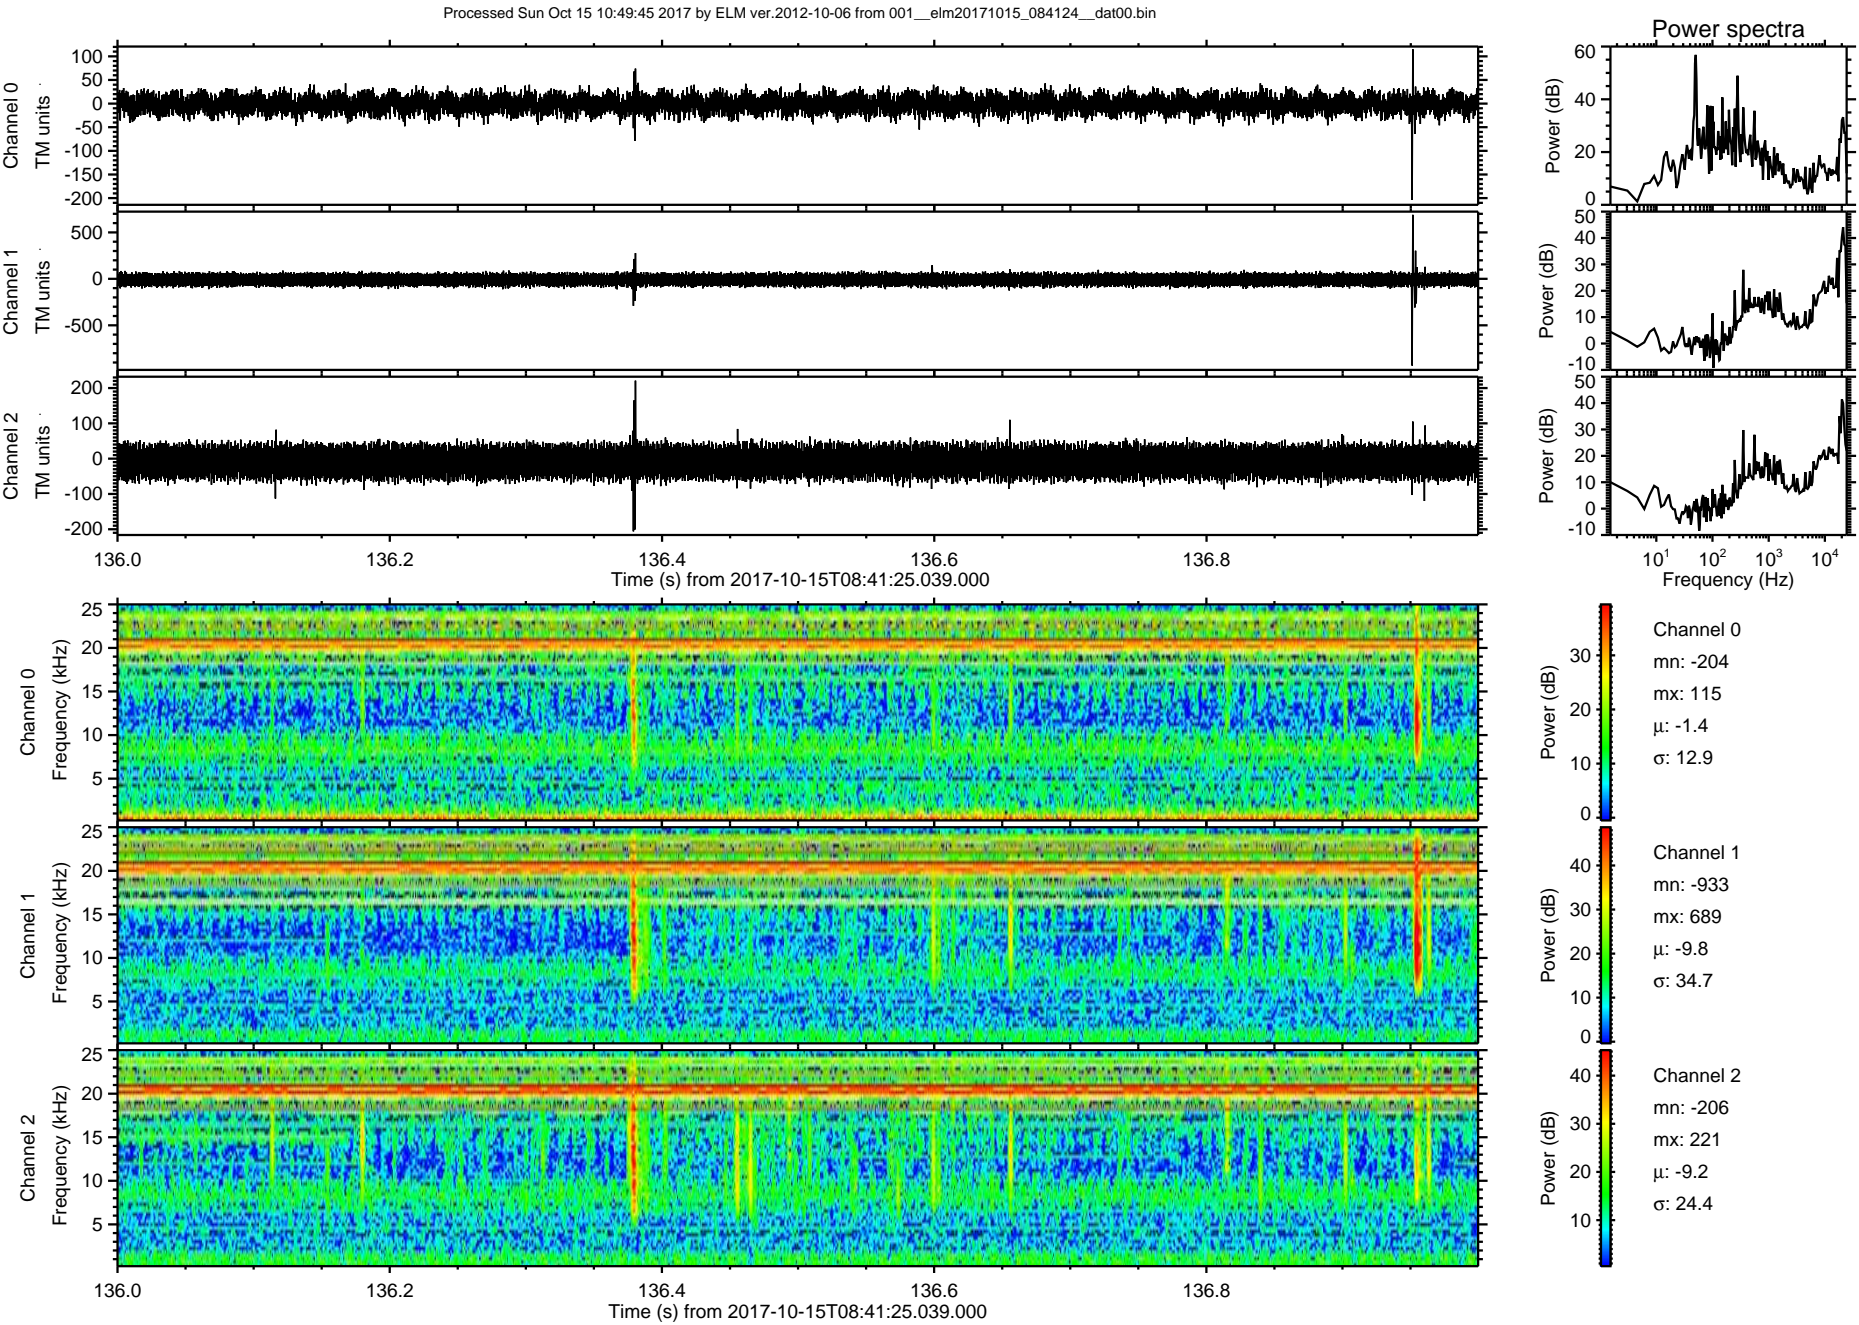 Processed Sun Oct 15 10:49:45 2017 by ELM ver.2012-10-06 from 001__elm20171015_084124__dat00.bin
Power spectra
Channel 0
TM units
100
50
0
-50
-100
-150
-200
Power (dB)
60
40
20
0
Channel 1
TM units
500
0
-500
Power (dB)
50
40
30
20
10
0
-10
Channel 2
TM units
200
100
0
-100
-200
Power (dB)
50
40
30
20
10
0
-10
136.0 136.2 136.4 136.6 136.8
Time (s) from 2017-10-15T08:41:25.039.000
10^1 10^2 10^3 10^4
Frequency (Hz)
Channel 0
Frequency (kHz)
25
20
15
10
5
Power (dB)
30
20
10
0
Channel 0
mn: -204
mx: 115
μ: -1.4
σ: 12.9
Channel 1
Frequency (kHz)
25
20
15
10
5
Power (dB)
40
30
20
10
0
Channel 1
mn: -933
mx: 689
μ: -9.8
σ: 34.7
Channel 2
Frequency (kHz)
25
20
15
10
5
Power (dB)
40
30
20
10
Channel 2
mn: -206
mx: 221
μ: -9.2
σ: 24.4
136.0 136.2 136.4 136.6 136.8
Time (s) from 2017-10-15T08:41:25.039.000